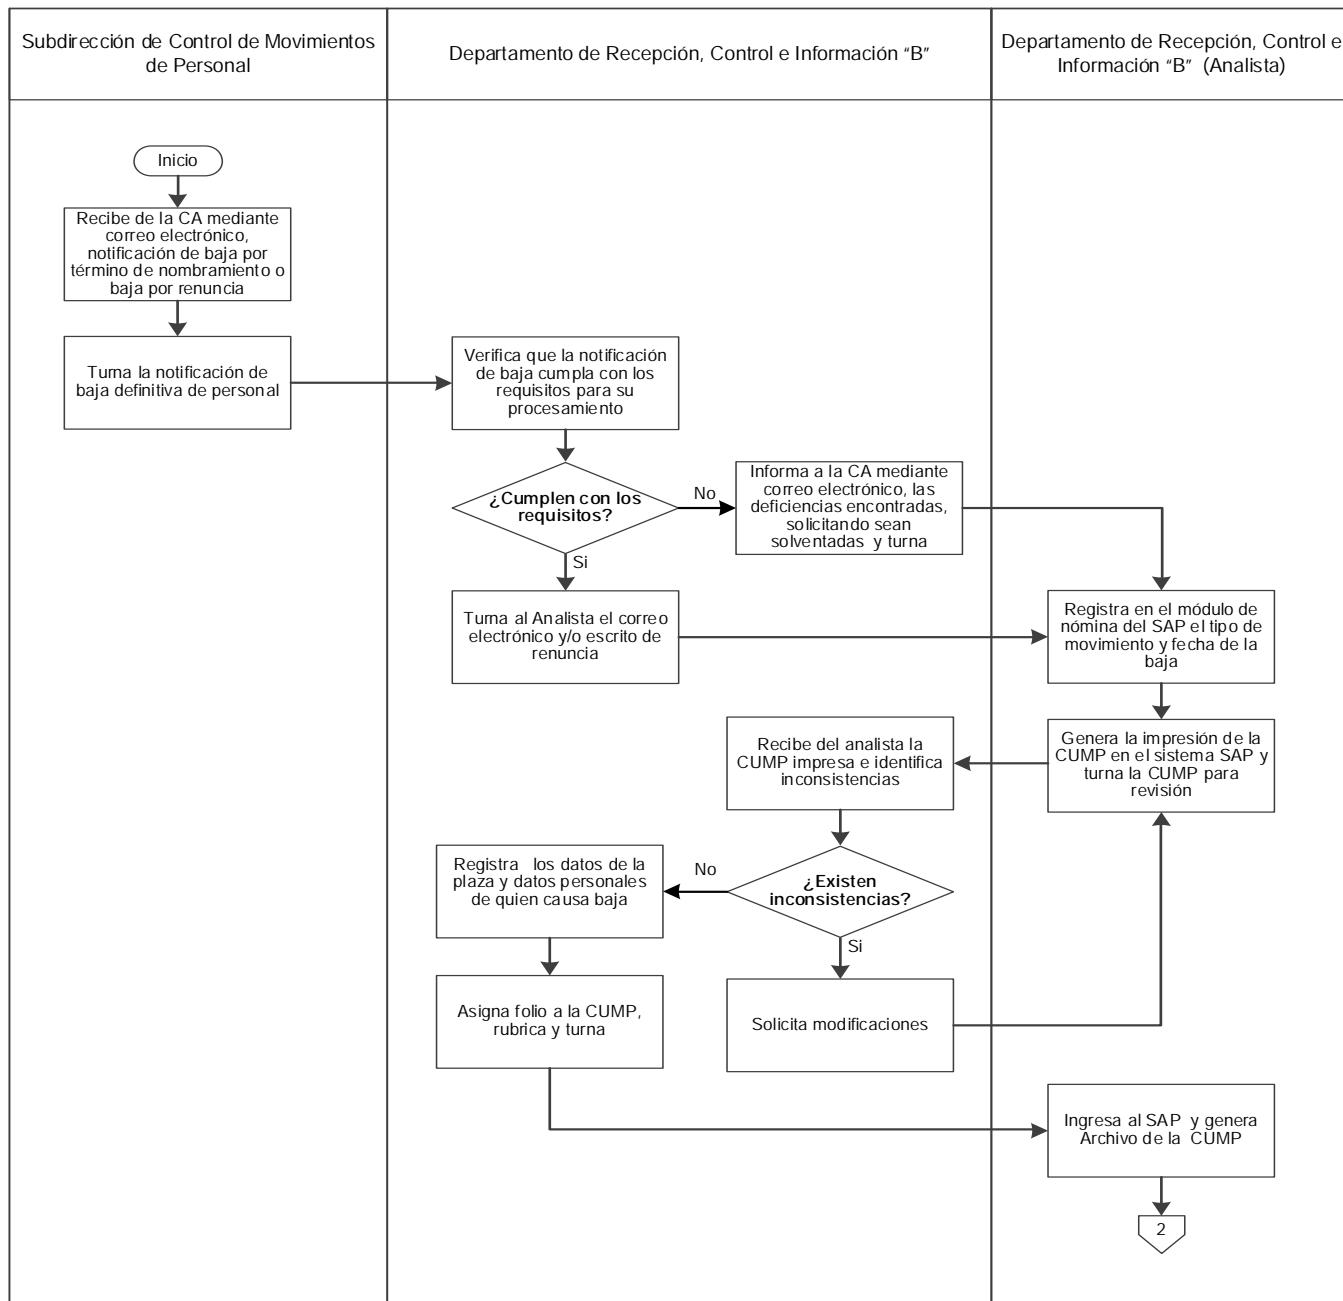 Subdirección de Control de Movimientos
de Personal
Departamento de Recepción, Control e Información “B”
Departamento de Recepción, Control e
Información “B” (Analista)
Inicio
Recibe de la CA mediante
correo electrónico,
notificación de baja por
término de nombramiento o
baja por renuncia
Turna la notificación de
baja definitiva de personal
Verifica que la notificación
de baja cumpla con los
requisitos para su
procesamiento
¿Cumplen con los
requisitos?
No
Informa a la CA mediante
correo electrónico, las
deficiencias encontradas,
solicitando sean
solventadas y turna
Si
Turna al Analista el correo
electrónico y/o escrito de
renuncia
Registra en el módulo de
nómina del SAP el tipo de
movimiento y fecha de la
baja
Genera la impresión de la
CUMP en el sistema SAP y
turna la CUMP para
revisión
Recibe del analista la
CUMP impresa e identifica
inconsistencias
¿Existen
inconsistencias?
No
Registra los datos de la
plaza y datos personales
de quien causa baja
Si
Asigna folio a la CUMP,
rubrica y turna
Solicita modificaciones
Ingresa al SAP y genera
Archivo de la CUMP
2